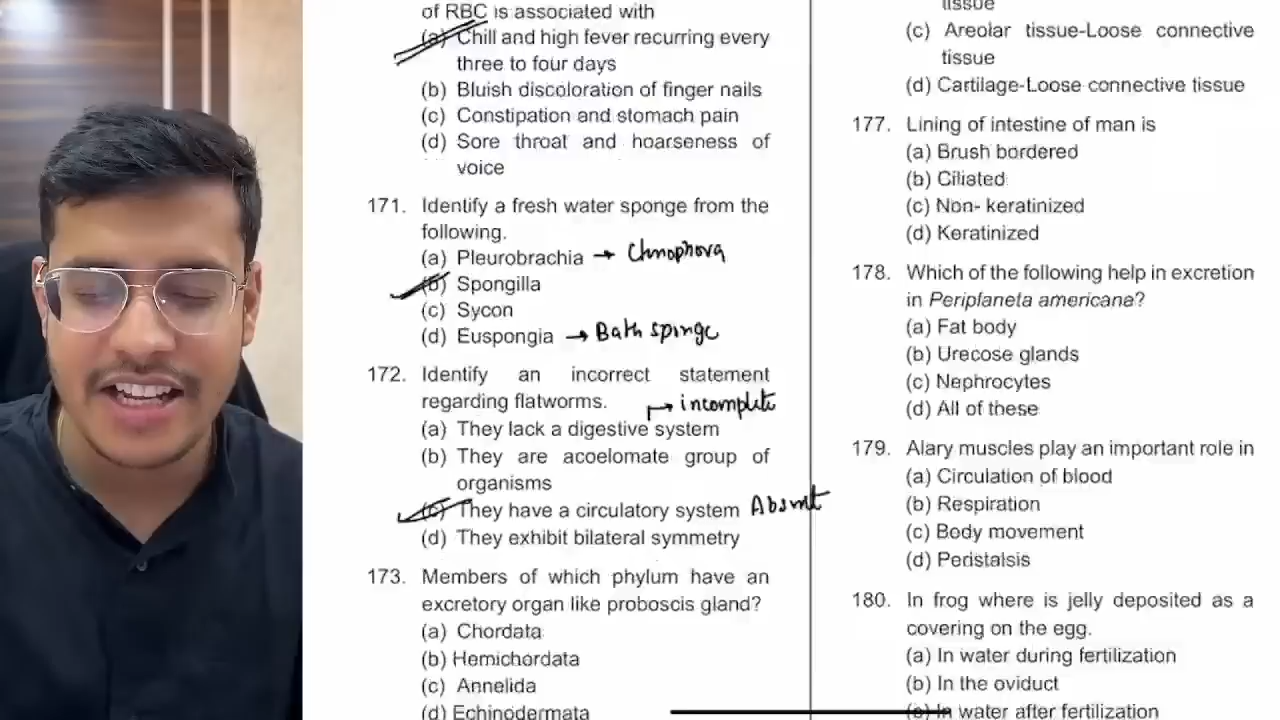 of RBC is associated with
(a) Chill and high fever recurring every
three to four days
(b) Bluish discoloration of finger nails
(c) Constipation and stomach pain
(d) Sore throat and hoarseness of
voice
171. Identify a fresh water sponge from the
following.
(a) Pleurobrachia → Ctnophora
(b) Spongilla
(c) Sycon
(d) Euspongia → Bath sponge
172. Identify an incorrect statement
regarding flatworms.
→ incomplete
(a) They lack a digestive system
(b) They are acoelomate group of
organisms
(c) They have a circulatory system Absent
(d) They exhibit bilateral symmetry
173. Members of which phylum have an
excretory organ like proboscis gland?
(a) Chordata
(b) Hemichordata
(c) Annelida
(d) Echinodermata
tissue
(c) Areolar tissue-Loose connective
tissue
(d) Cartilage-Loose connective tissue
177. Lining of intestine of man is
(a) Brush bordered
(b) Ciliated
(c) Non- keratinized
(d) Keratinized
178. Which of the following help in excretion
in Periplaneta americana?
(a) Fat body
(b) Urecose glands
(c) Nephrocytes
(d) All of these
179. Alary muscles play an important role in
(a) Circulation of blood
(b) Respiration
(c) Body movement
(d) Peristalsis
180. In frog where is jelly deposited as a
covering on the egg.
(a) In water during fertilization
(b) In the oviduct
(c) In water after fertilization